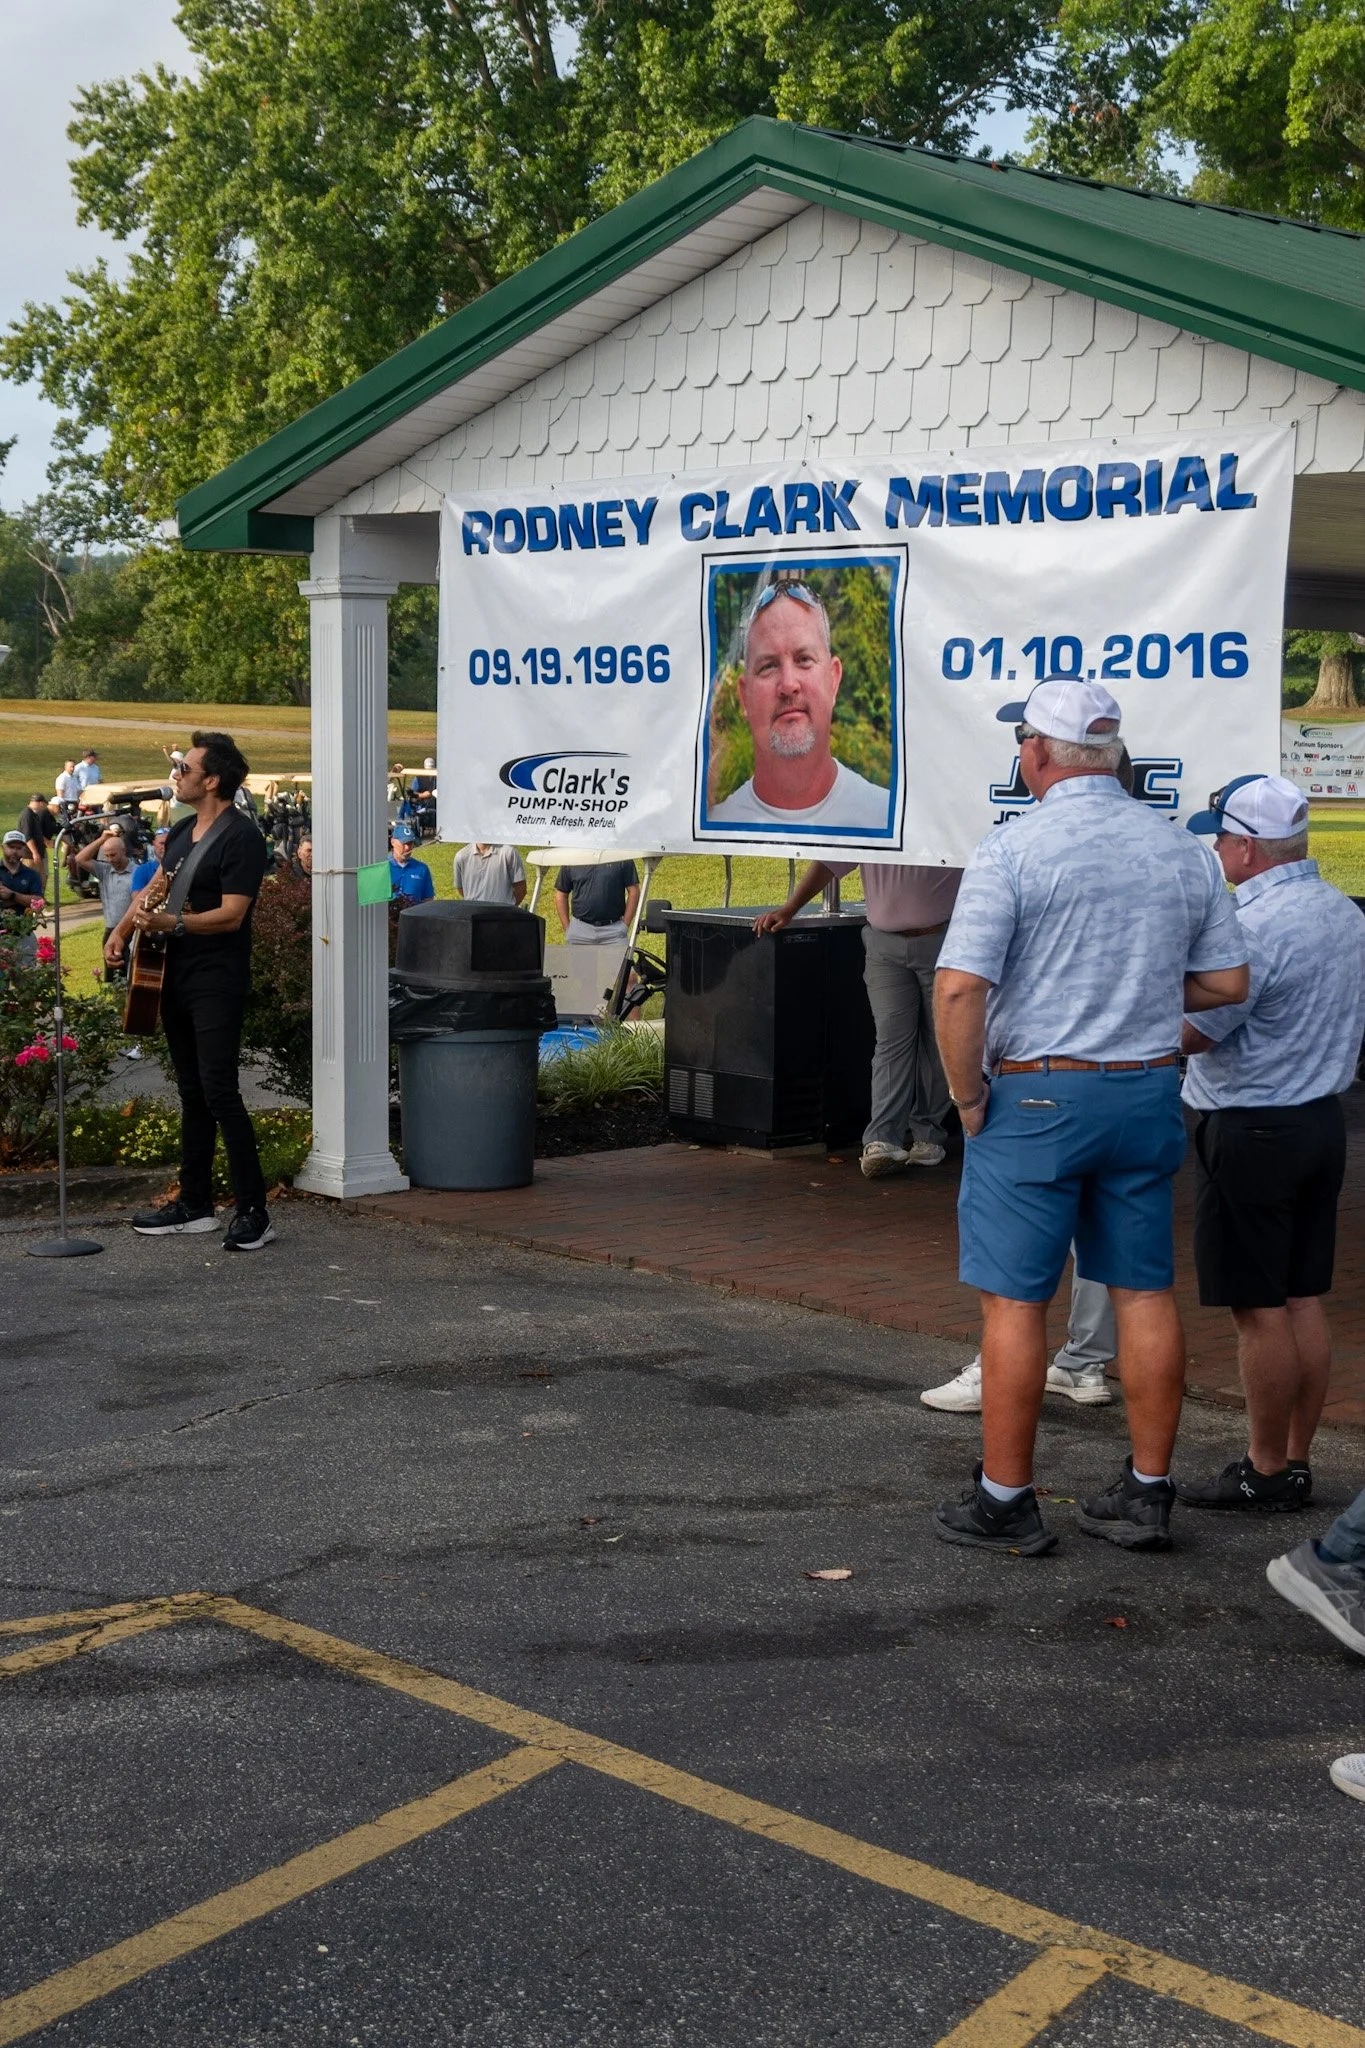 RODNEY CLARK MEMORIAL
09.19.1966
01.10.2016
Clark's
PUMP-N-SHOP
Return. Refresh. Refuel.
Platinum Sponsors